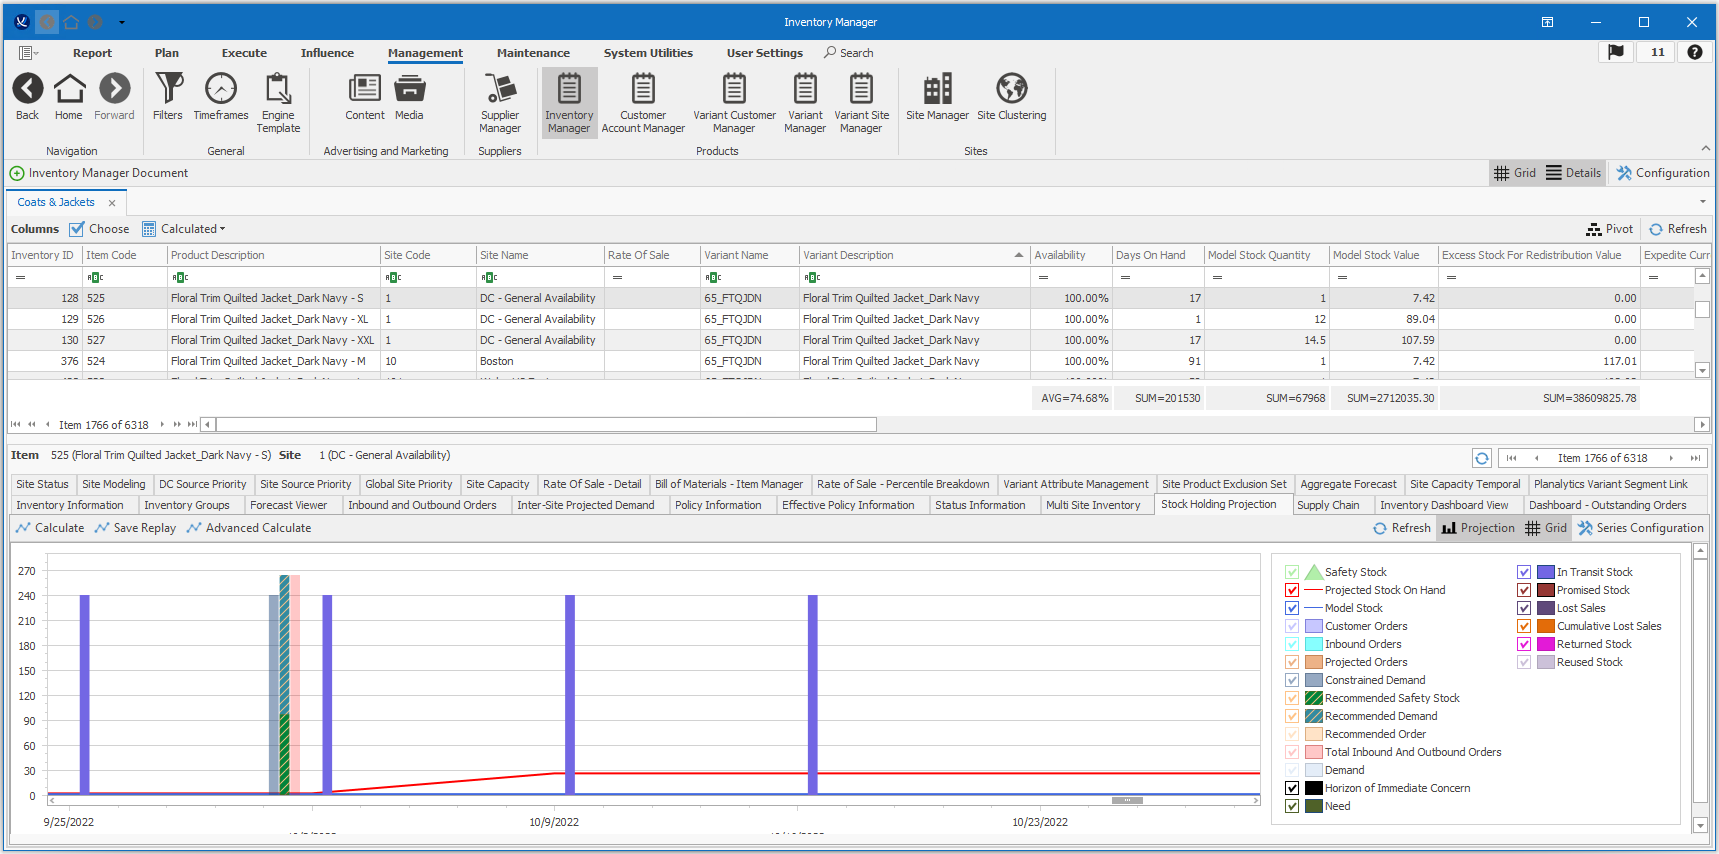 Inventory Manager
Report Plan Execute Influence Management Maintenance System Utilities User Settings Search 11
Back Home Forward Filters Timeframes Engine Template Content Media Supplier Manager Inventory Manager Customer Account Manager Variant Customer Manager Variant Manager Variant Site Manager Site Manager Site Clustering
Navigation General Advertising and Marketing Suppliers Products Sites
Inventory Manager Document Grid Details Configuration
Coats & Jackets
Columns Choose Calculated Pivot Refresh
Inventory ID Item Code Product Description Site Code Site Name Rate Of Sale Variant Name Variant Description Availability Days On Hand Model Stock Quantity Model Stock Value Excess Stock For Redistribution Value Expedite Curr
= ABC ABC ABC ABC = ABC ABC = = = = = =
128 525 Floral Trim Quilted Jacket_Dark Navy - S 1 DC - General Availability 65_FTQJDN Floral Trim Quilted Jacket_Dark Navy 100.00% 17 1 7.42 0.00
129 526 Floral Trim Quilted Jacket_Dark Navy - XL 1 DC - General Availability 65_FTQJDN Floral Trim Quilted Jacket_Dark Navy 100.00% 1 12 89.04 0.00
130 527 Floral Trim Quilted Jacket_Dark Navy - XXL 1 DC - General Availability 65_FTQJDN Floral Trim Quilted Jacket_Dark Navy 100.00% 17 14.5 107.59 0.00
376 524 Floral Trim Quilted Jacket_Dark Navy - M 10 Boston 65_FTQJDN Floral Trim Quilted Jacket_Dark Navy 100.00% 91 1 7.42 117.01
AVG=74.68% SUM=201530 SUM=67968 SUM=2712035.30 SUM=38609825.78
Item 1766 of 6318
Item 525 (Floral Trim Quilted Jacket_Dark Navy - S) Site 1 (DC - General Availability) Item 1766 of 6318
Site Status Site Modeling DC Source Priority Site Source Priority Global Site Priority Site Capacity Rate Of Sale - Detail Bill of Materials - Item Manager Rate of Sale - Percentile Breakdown Variant Attribute Management Site Product Exclusion Set Aggregate Forecast Site Capacity Temporal Planalytics Variant Segment Link
Inventory Information Inventory Groups Forecast Viewer Inbound and Outbound Orders Inter-Site Projected Demand Policy Information Effective Policy Information Status Information Multi Site Inventory Stock Holding Projection Supply Chain Inventory Dashboard View Dashboard - Outstanding Orders
Calculate Save Replay Advanced Calculate Refresh Projection Grid Series Configuration
270
240
210
180
150
120
90
60
30
0
9/25/2022 10/9/2022 10/23/2022
Safety Stock
Projected Stock On Hand
Model Stock
Customer Orders
Inbound Orders
Projected Orders
Constrained Demand
Recommended Safety Stock
Recommended Demand
Recommended Order
Total Inbound And Outbound Orders
Demand
Horizon of Immediate Concern
Need
In Transit Stock
Promised Stock
Lost Sales
Cumulative Lost Sales
Returned Stock
Reused Stock